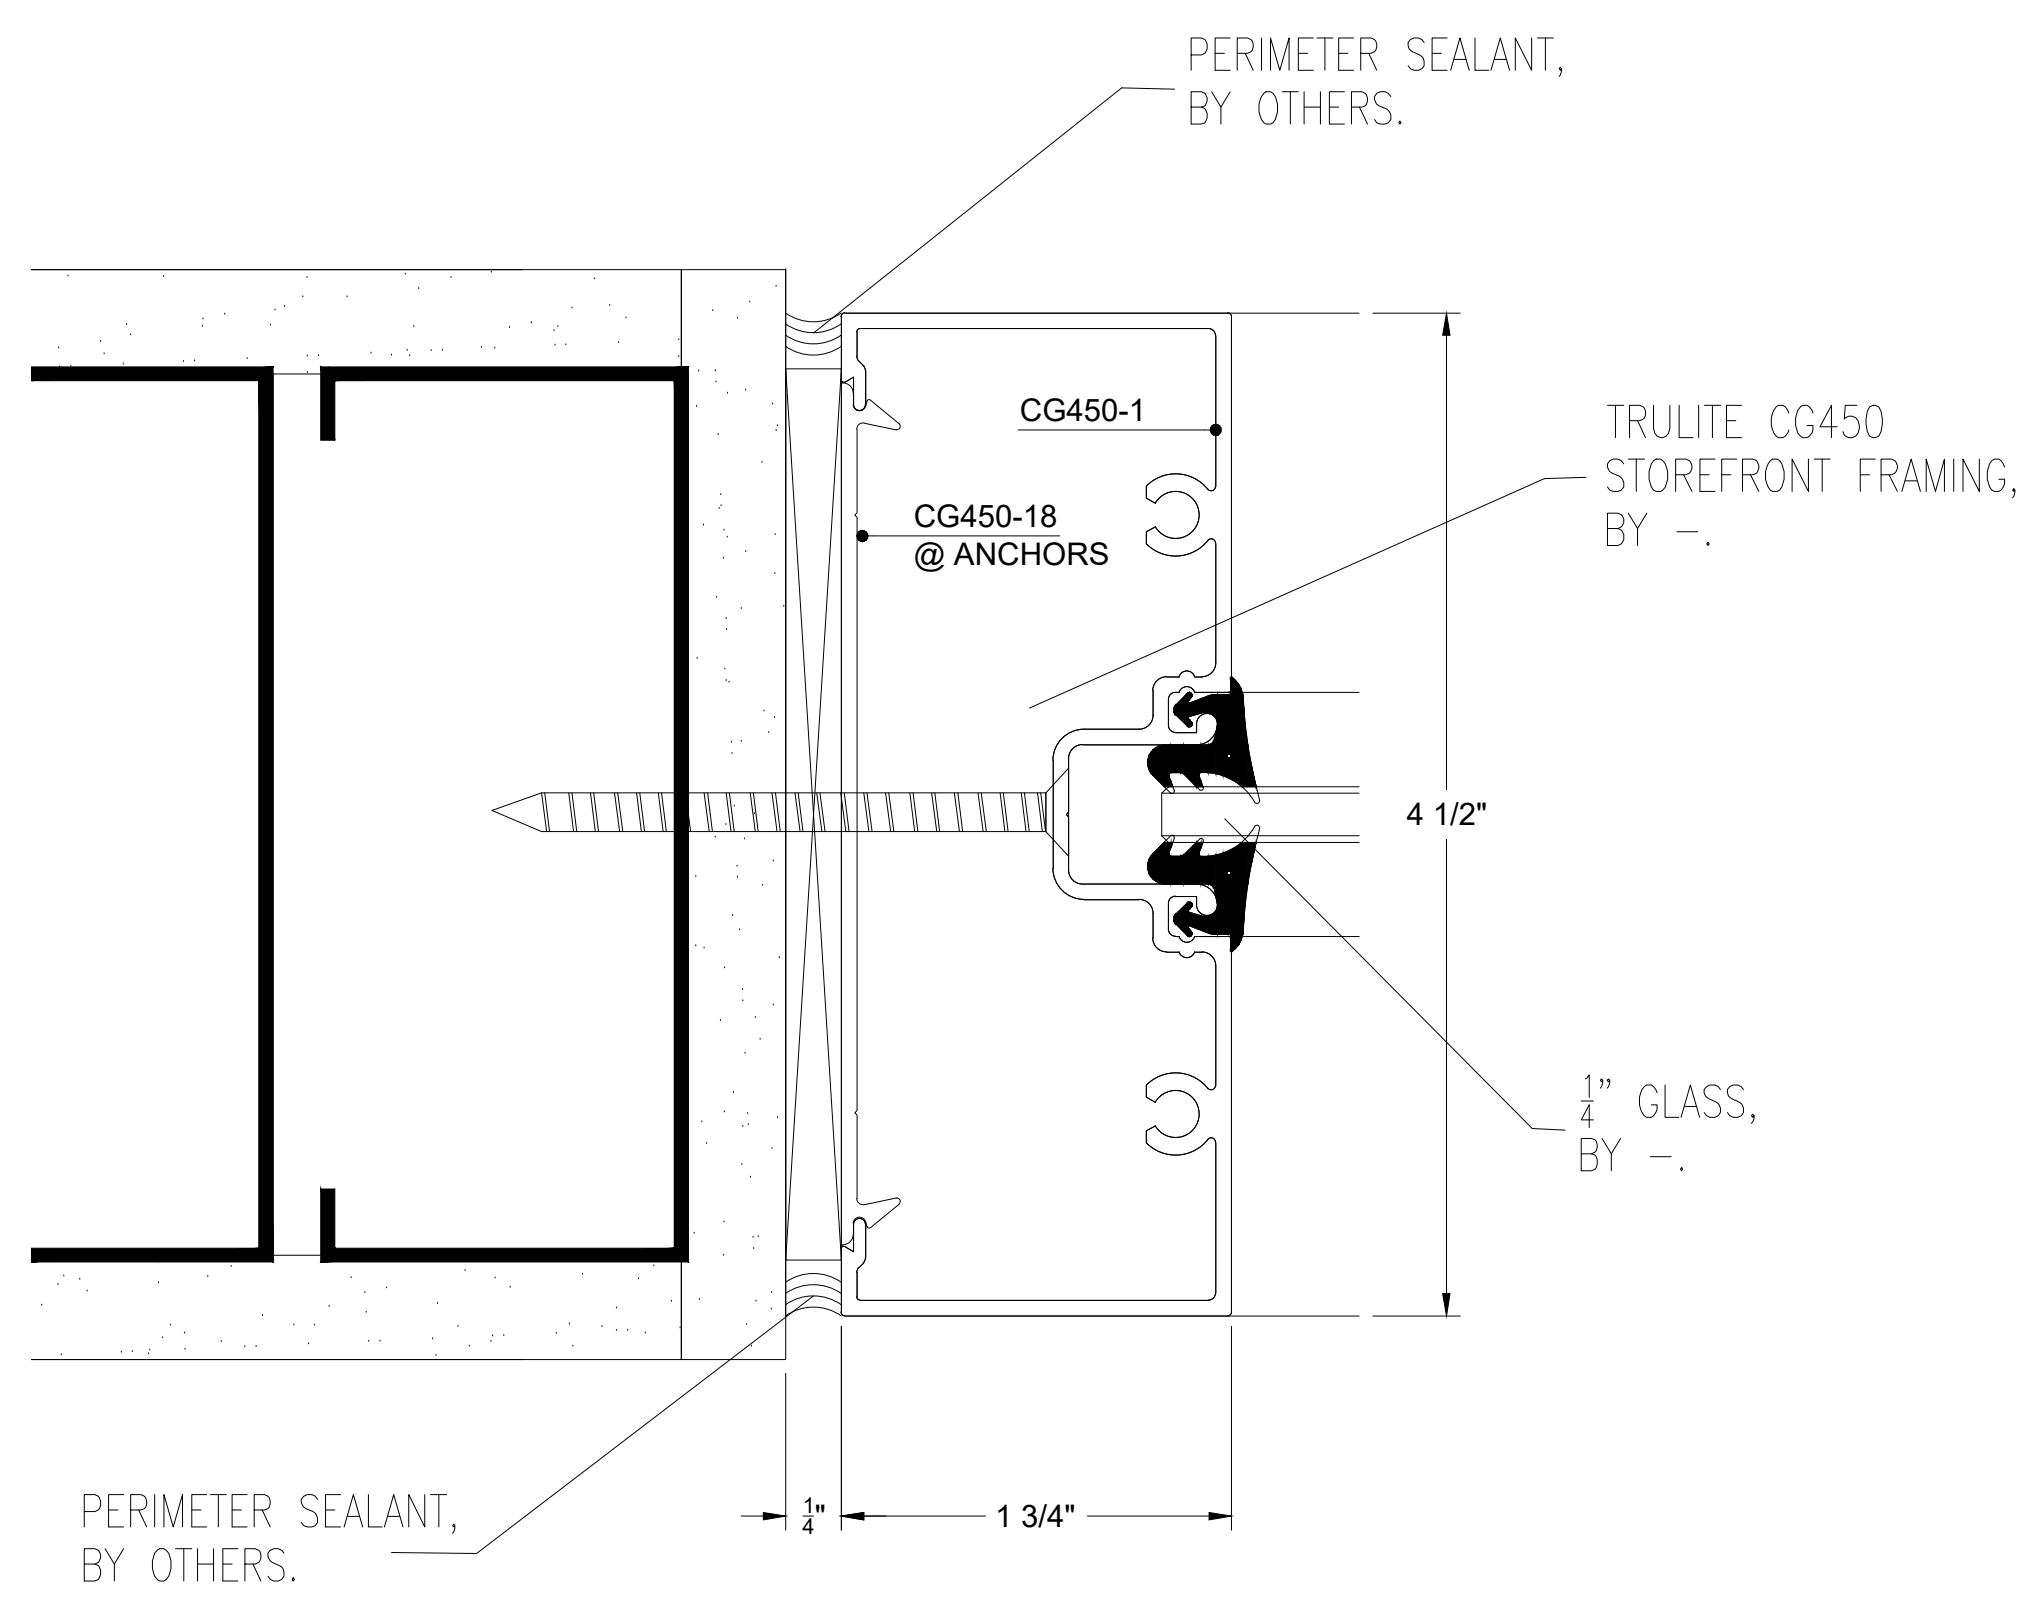 PERIMETER SEALANT,
BY OTHERS.
CG450-1
TRULITE CG450
STOREFRONT FRAMING,
BY -.
CG450-18
@ ANCHORS
4 1/2"
1/4" GLASS,
BY -.
PERIMETER SEALANT,
BY OTHERS.
1/4"
1 3/4"